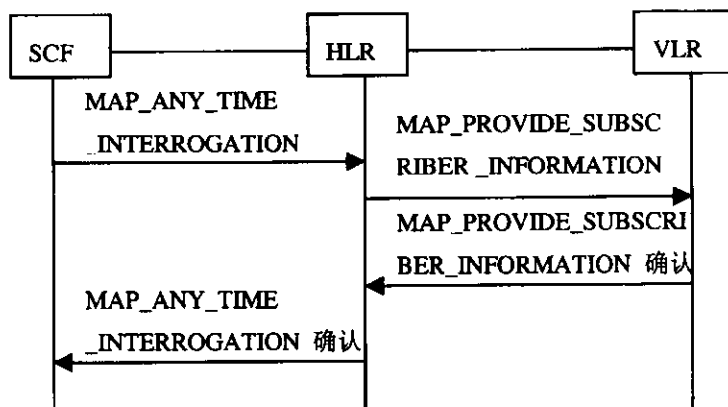 SCF
HLR
VLR
MAP_ANY_TIME
_INTERROGATION
MAP_PROVIDE_SUBSC
RIBER _INFORMATION
MAP_PROVIDE_SUBSCRI
BER_INFORMATION 确认
MAP_ANY_TIME
_INTERROGATION 确认